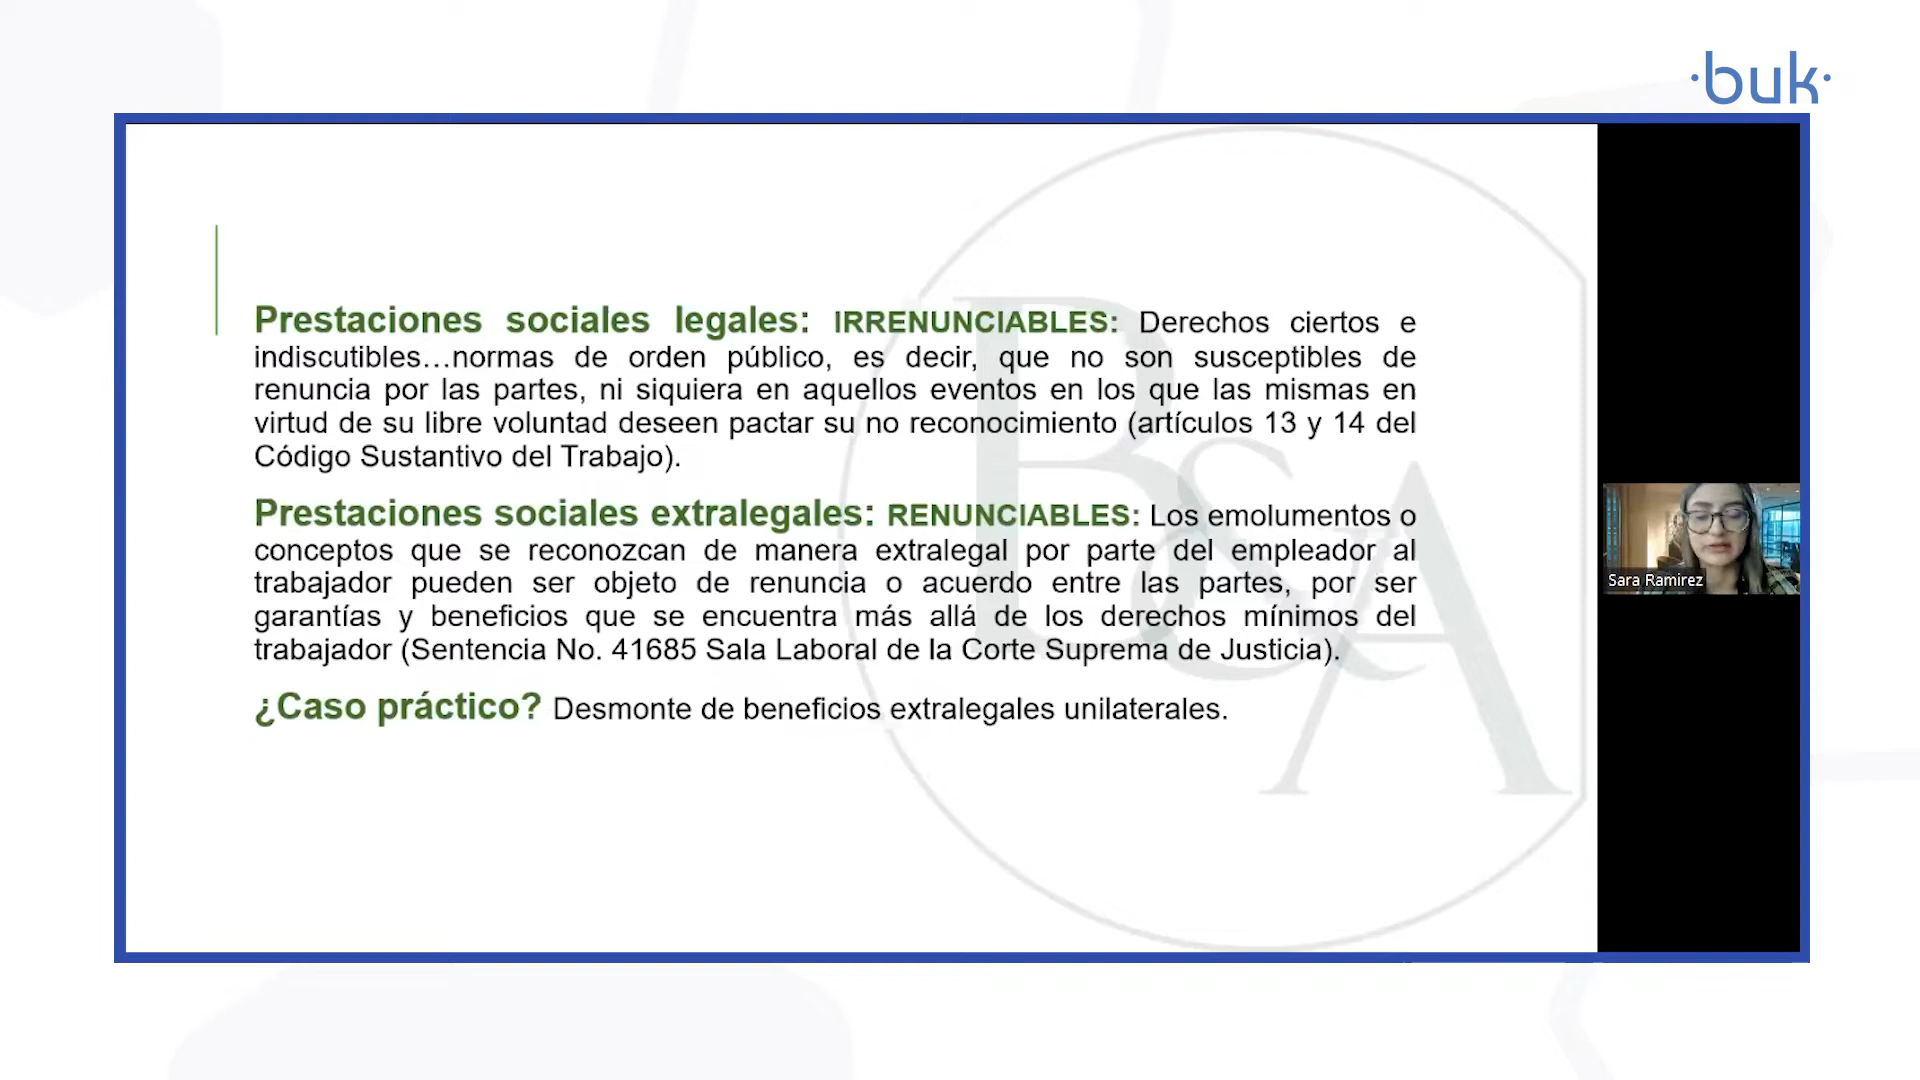 ·buk·
Prestaciones sociales legales: IRRENUNCIABLES: Derechos ciertos e
indiscutibles…normas de orden público, es decir, que no son susceptibles de
renuncia por las partes, ni siquiera en aquellos eventos en los que las mismas en
virtud de su libre voluntad deseen pactar su no reconocimiento (artículos 13 y 14 del
Código Sustantivo del Trabajo).
Prestaciones sociales extralegales: RENUNCIABLES: Los emolumentos o
conceptos que se reconozcan de manera extralegal por parte del empleador al
trabajador pueden ser objeto de renuncia o acuerdo entre las partes, por ser
garantías y beneficios que se encuentra más allá de los derechos mínimos del
trabajador (Sentencia No. 41685 Sala Laboral de la Corte Suprema de Justicia).
¿Caso práctico? Desmonte de beneficios extralegales unilaterales.
B&A
Sara Ramirez